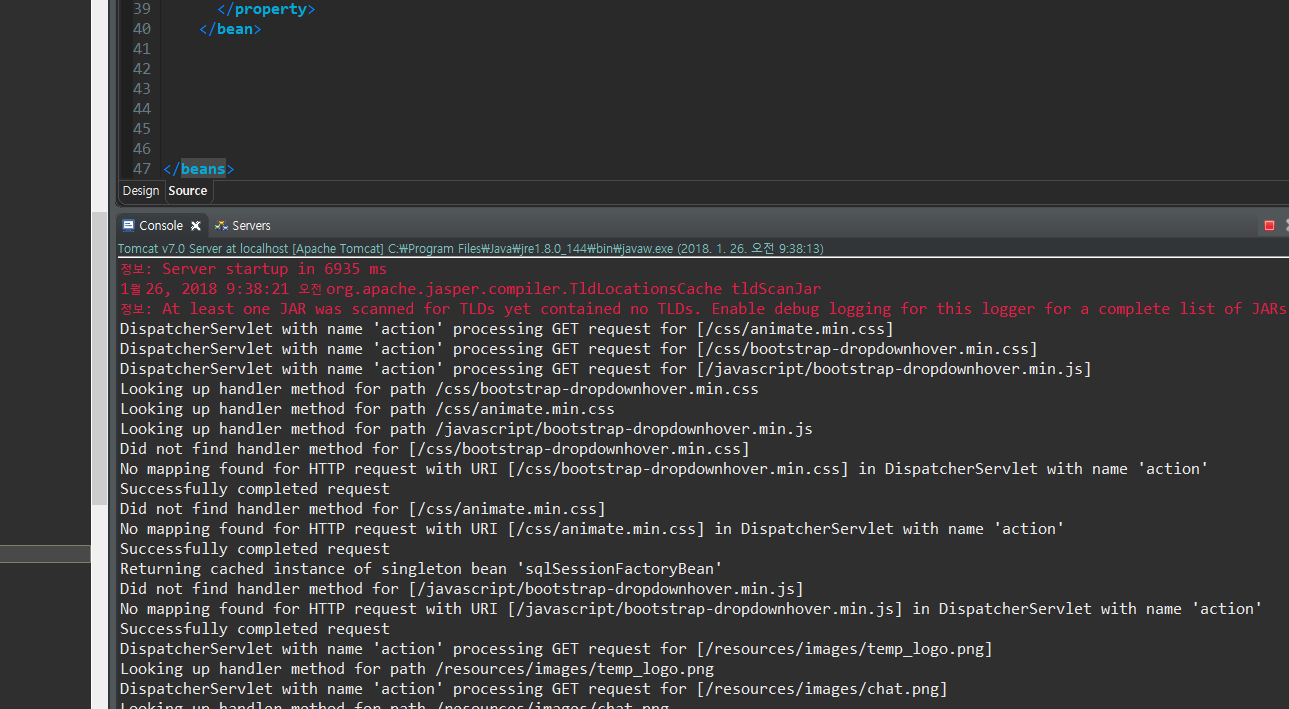 39 </property>
40 </bean>
41
42
43
44
45
46
47 </beans>
Design Source
Console Servers
Tomcat v7.0 Server at localhost [Apache Tomcat] C:₩Program Files₩Java₩jre1.8.0_144₩bin₩javaw.exe (2018. 1. 26. 오전 9:38:13)
정보: Server startup in 6935 ms
1월 26, 2018 9:38:21 오전 org.apache.jasper.compiler.TldLocationsCache tldScanJar
정보: At least one JAR was scanned for TLDs yet contained no TLDs. Enable debug logging for this logger for a complete list of JARs
DispatcherServlet with name 'action' processing GET request for [/css/animate.min.css]
DispatcherServlet with name 'action' processing GET request for [/css/bootstrap-dropdownhover.min.css]
DispatcherServlet with name 'action' processing GET request for [/javascript/bootstrap-dropdownhover.min.js]
Looking up handler method for path /css/bootstrap-dropdownhover.min.css
Looking up handler method for path /css/animate.min.css
Looking up handler method for path /javascript/bootstrap-dropdownhover.min.js
Did not find handler method for [/css/bootstrap-dropdownhover.min.css]
No mapping found for HTTP request with URI [/css/bootstrap-dropdownhover.min.css] in DispatcherServlet with name 'action'
Successfully completed request
Did not find handler method for [/css/animate.min.css]
No mapping found for HTTP request with URI [/css/animate.min.css] in DispatcherServlet with name 'action'
Successfully completed request
Returning cached instance of singleton bean 'sqlSessionFactoryBean'
Did not find handler method for [/javascript/bootstrap-dropdownhover.min.js]
No mapping found for HTTP request with URI [/javascript/bootstrap-dropdownhover.min.js] in DispatcherServlet with name 'action'
Successfully completed request
DispatcherServlet with name 'action' processing GET request for [/resources/images/temp_logo.png]
Looking up handler method for path /resources/images/temp_logo.png
DispatcherServlet with name 'action' processing GET request for [/resources/images/chat.png]
Looking up handler method for path /resources/images/chat.png